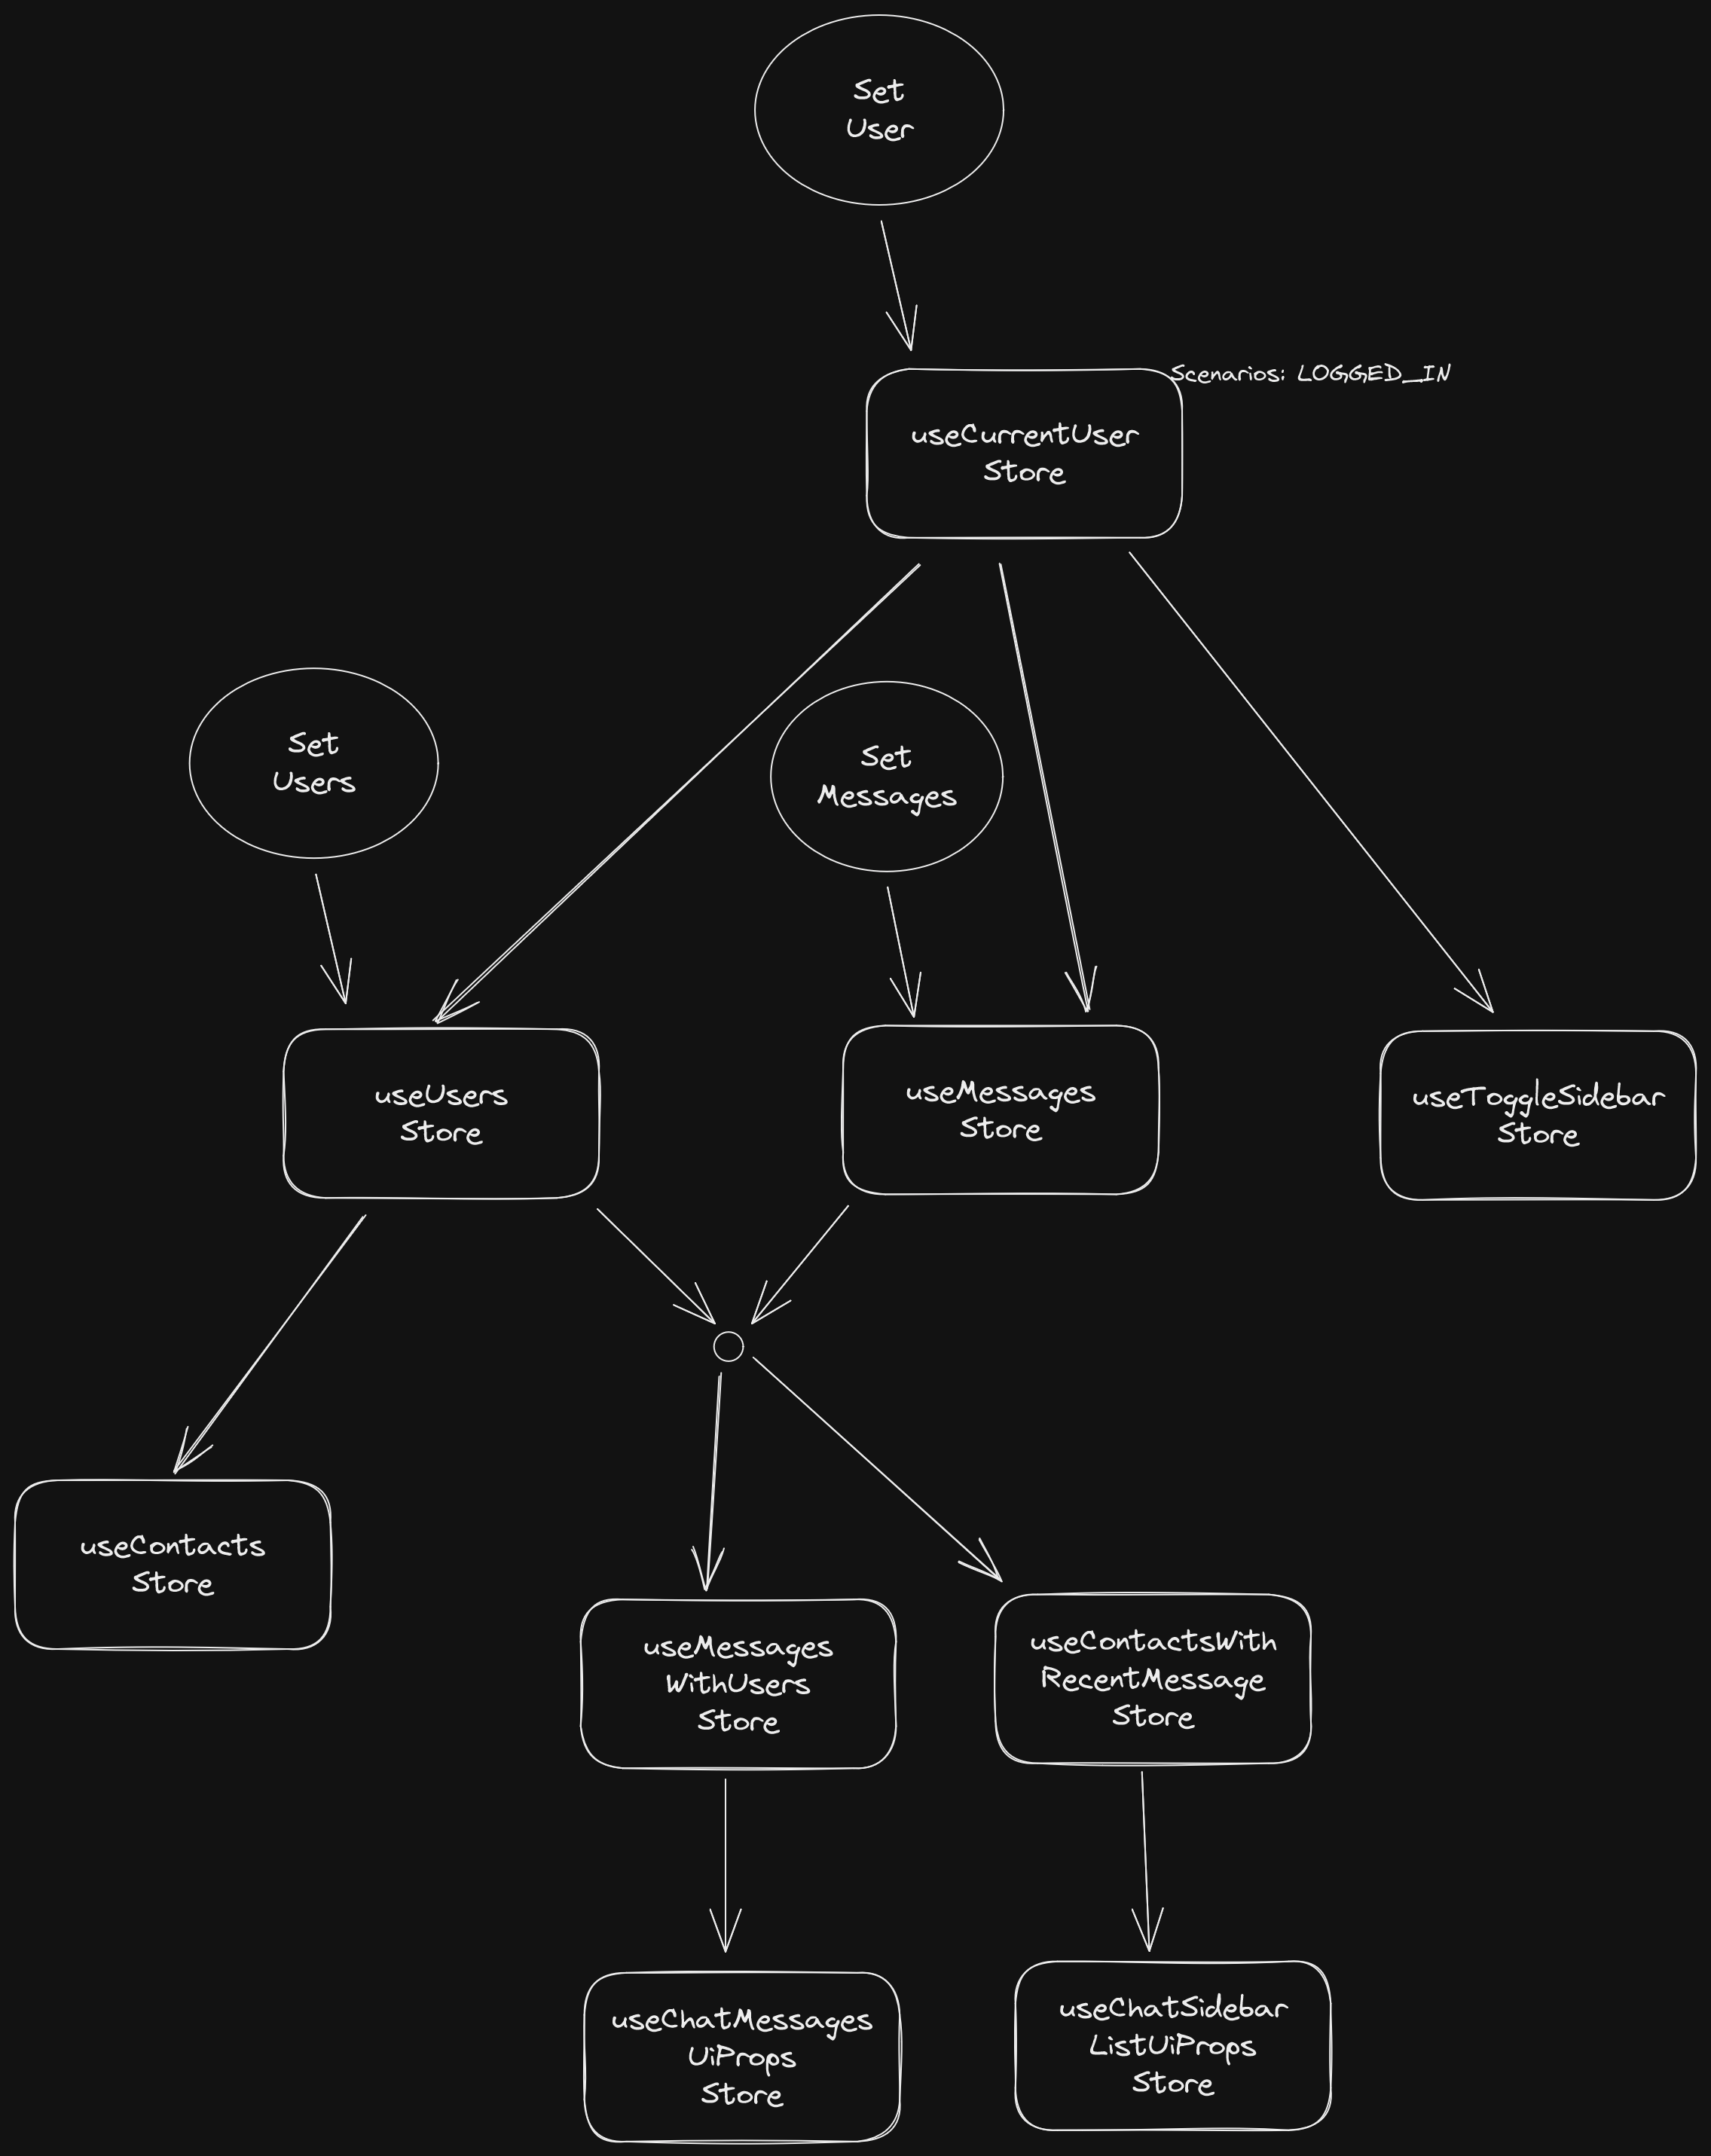 Set
User
Scenarios: LOGGED_IN
useCurrentUser
Store
Set
Users
Set
Messages
useUsers
Store
useMessages
Store
useToggleSidebar
Store
useContacts
Store
useMessages
WithUsers
Store
useContactsWith
RecentMessage
Store
useChatMessages
UiProps
Store
useChatSidebar
ListUiProps
Store